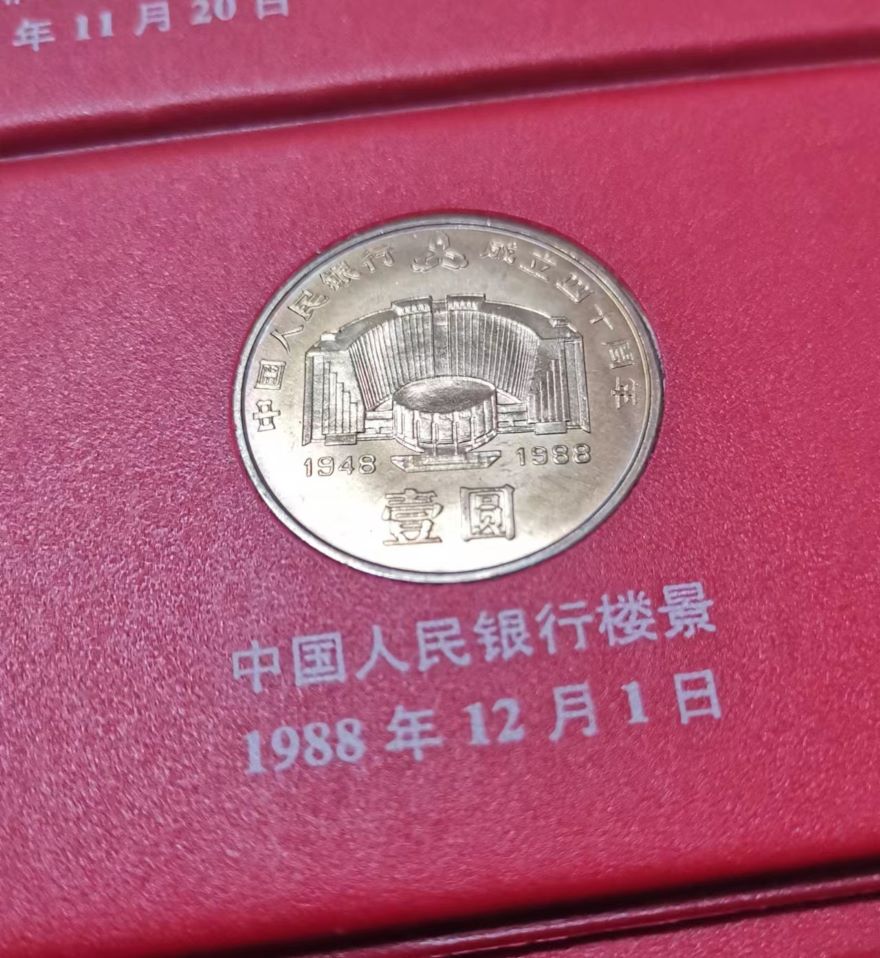 年 11 月 20 日
中国人民银行 成立四十周年
1948 1988
壹圆
中国人民银行楼景
1988 年 12 月 1 日